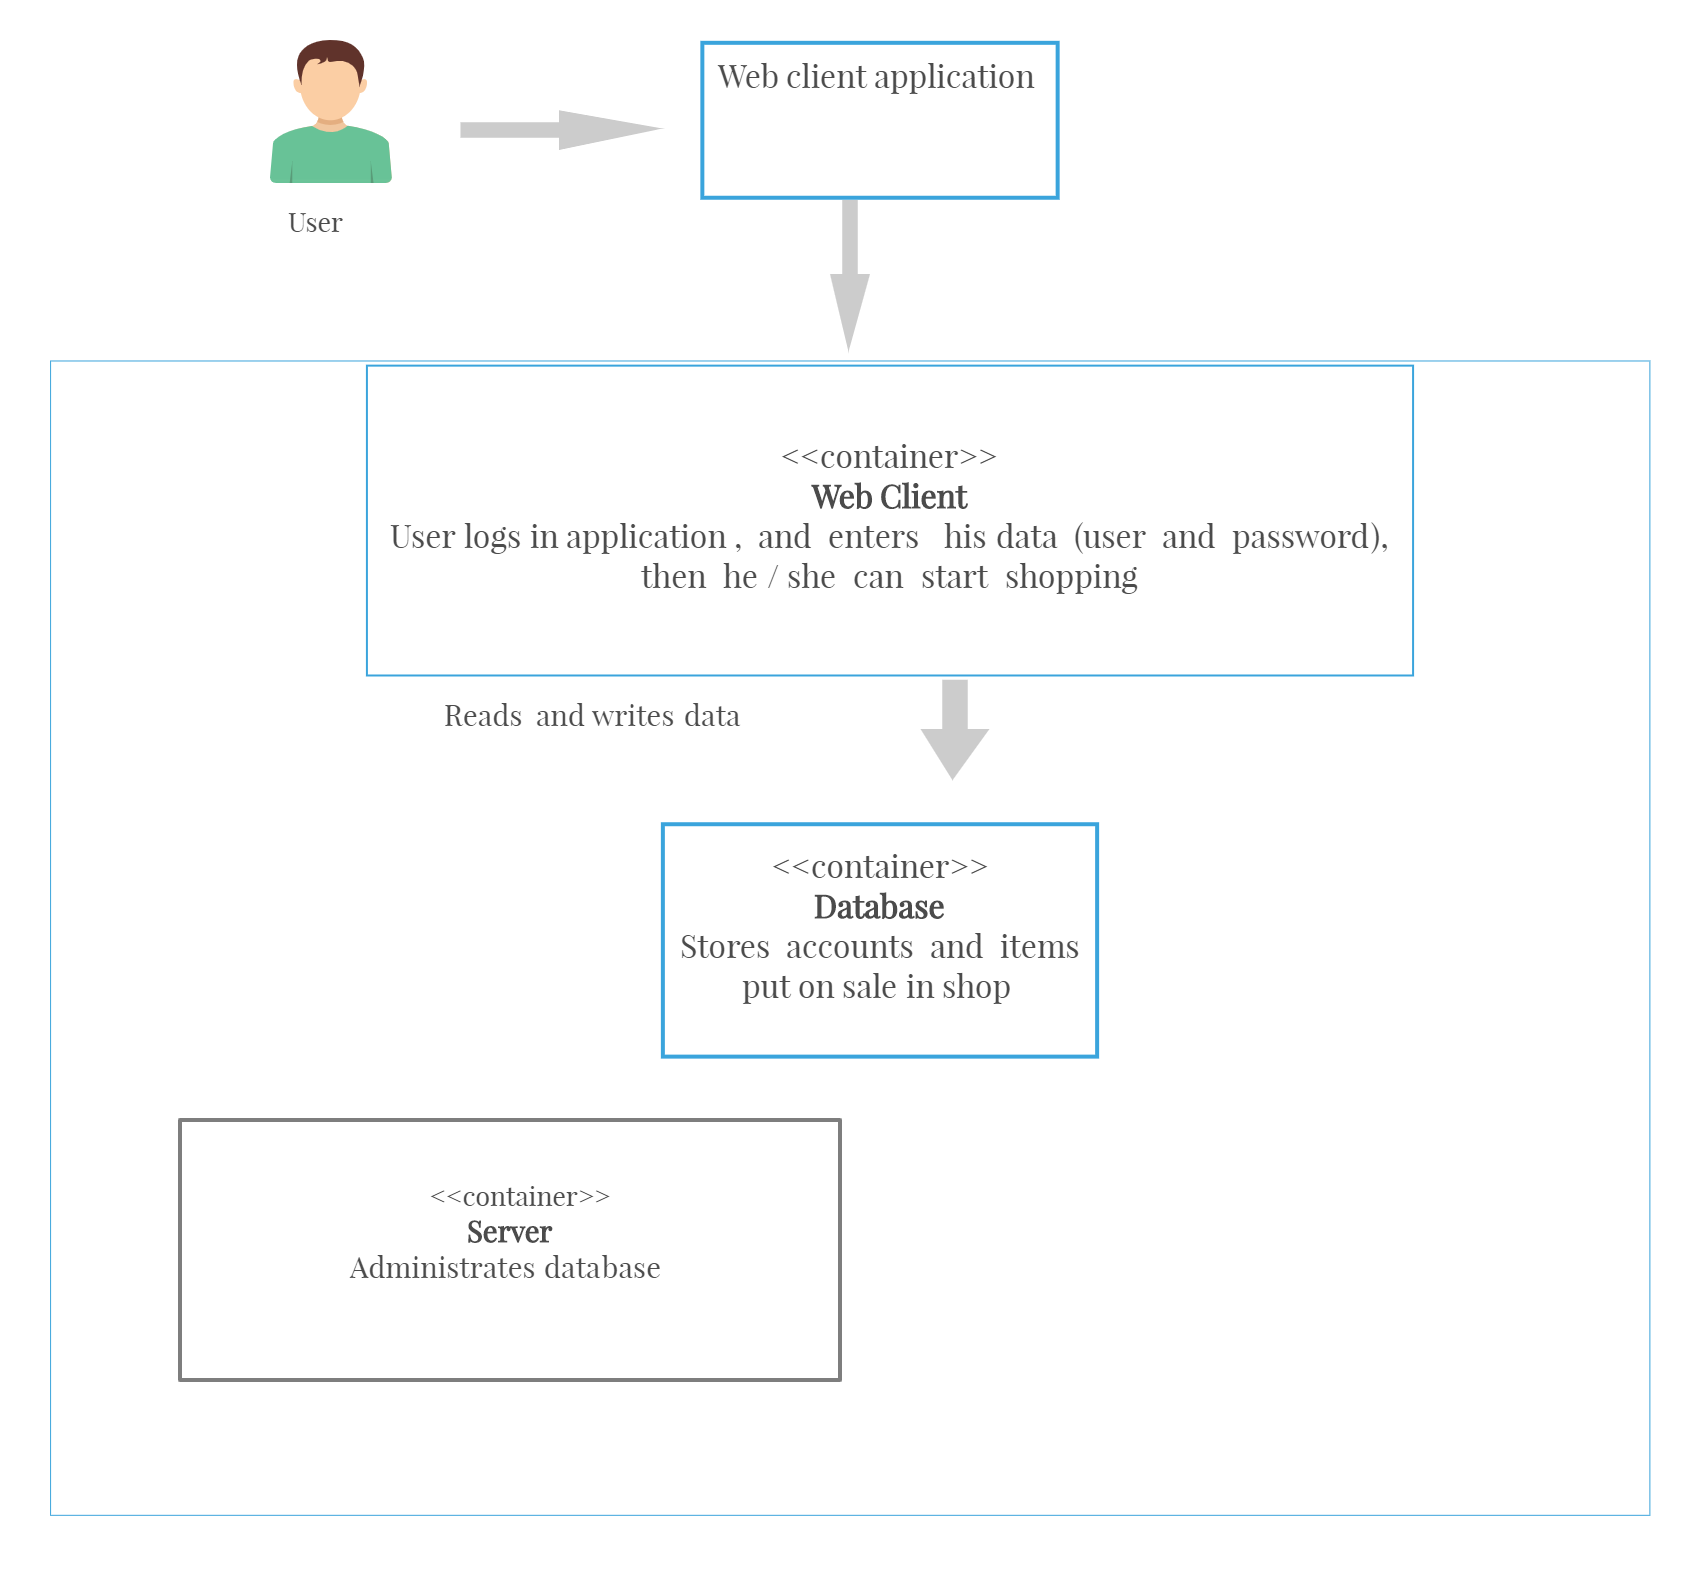 Web client application
User
<<container>>
Web Client
User logs in application , and enters his data (user and password),
then he / she can start shopping
Reads and writes data
<<container>>
Database
Stores accounts and items
put on sale in shop
<<container>>
Server
Administrates database